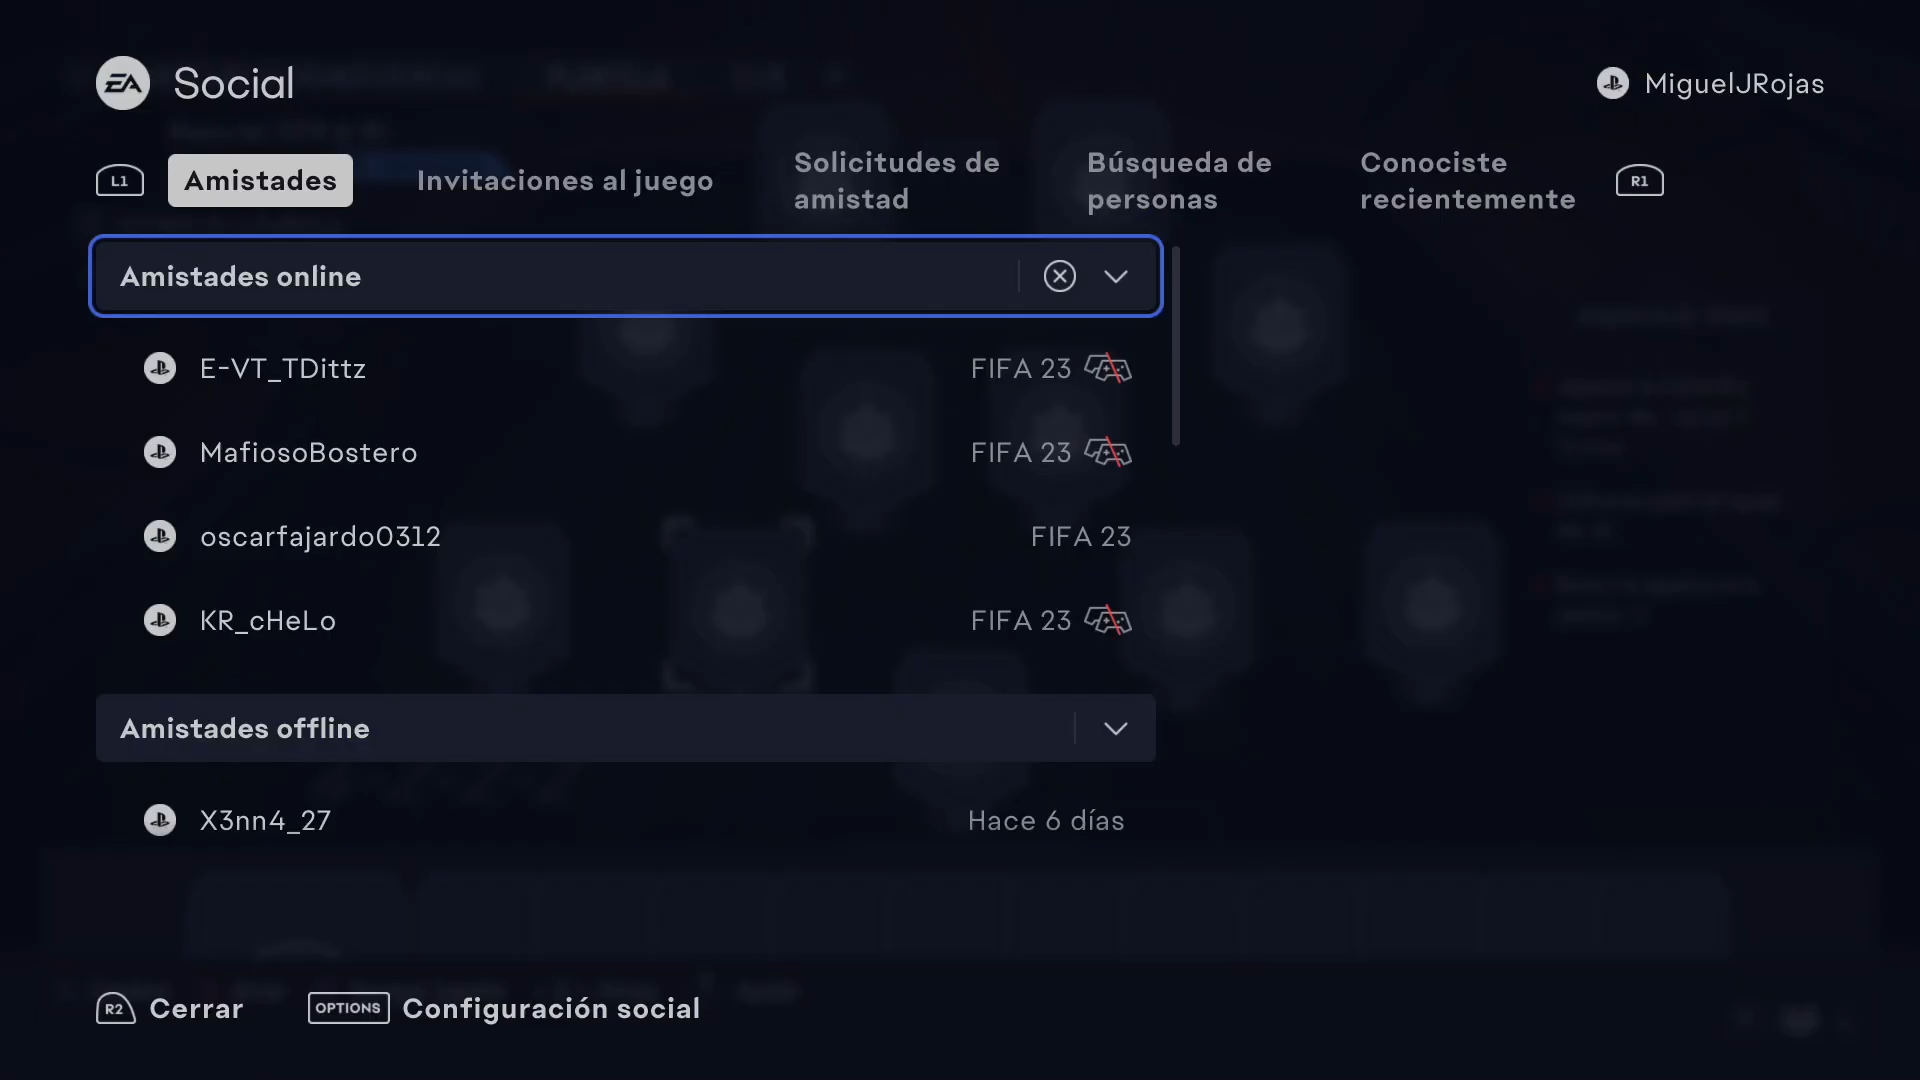 EA Social
MiguelJRojas
L1 Amistades Invitaciones al juego Solicitudes de amistad Búsqueda de personas Conociste recientemente R1
Amistades online
E-VT_TDittz FIFA 23
MafiosoBostero FIFA 23
oscarfajardo0312 FIFA 23
KR_cHeLo FIFA 23
Amistades offline
X3nn4_27 Hace 6 días
R2 Cerrar OPTIONS Configuración social